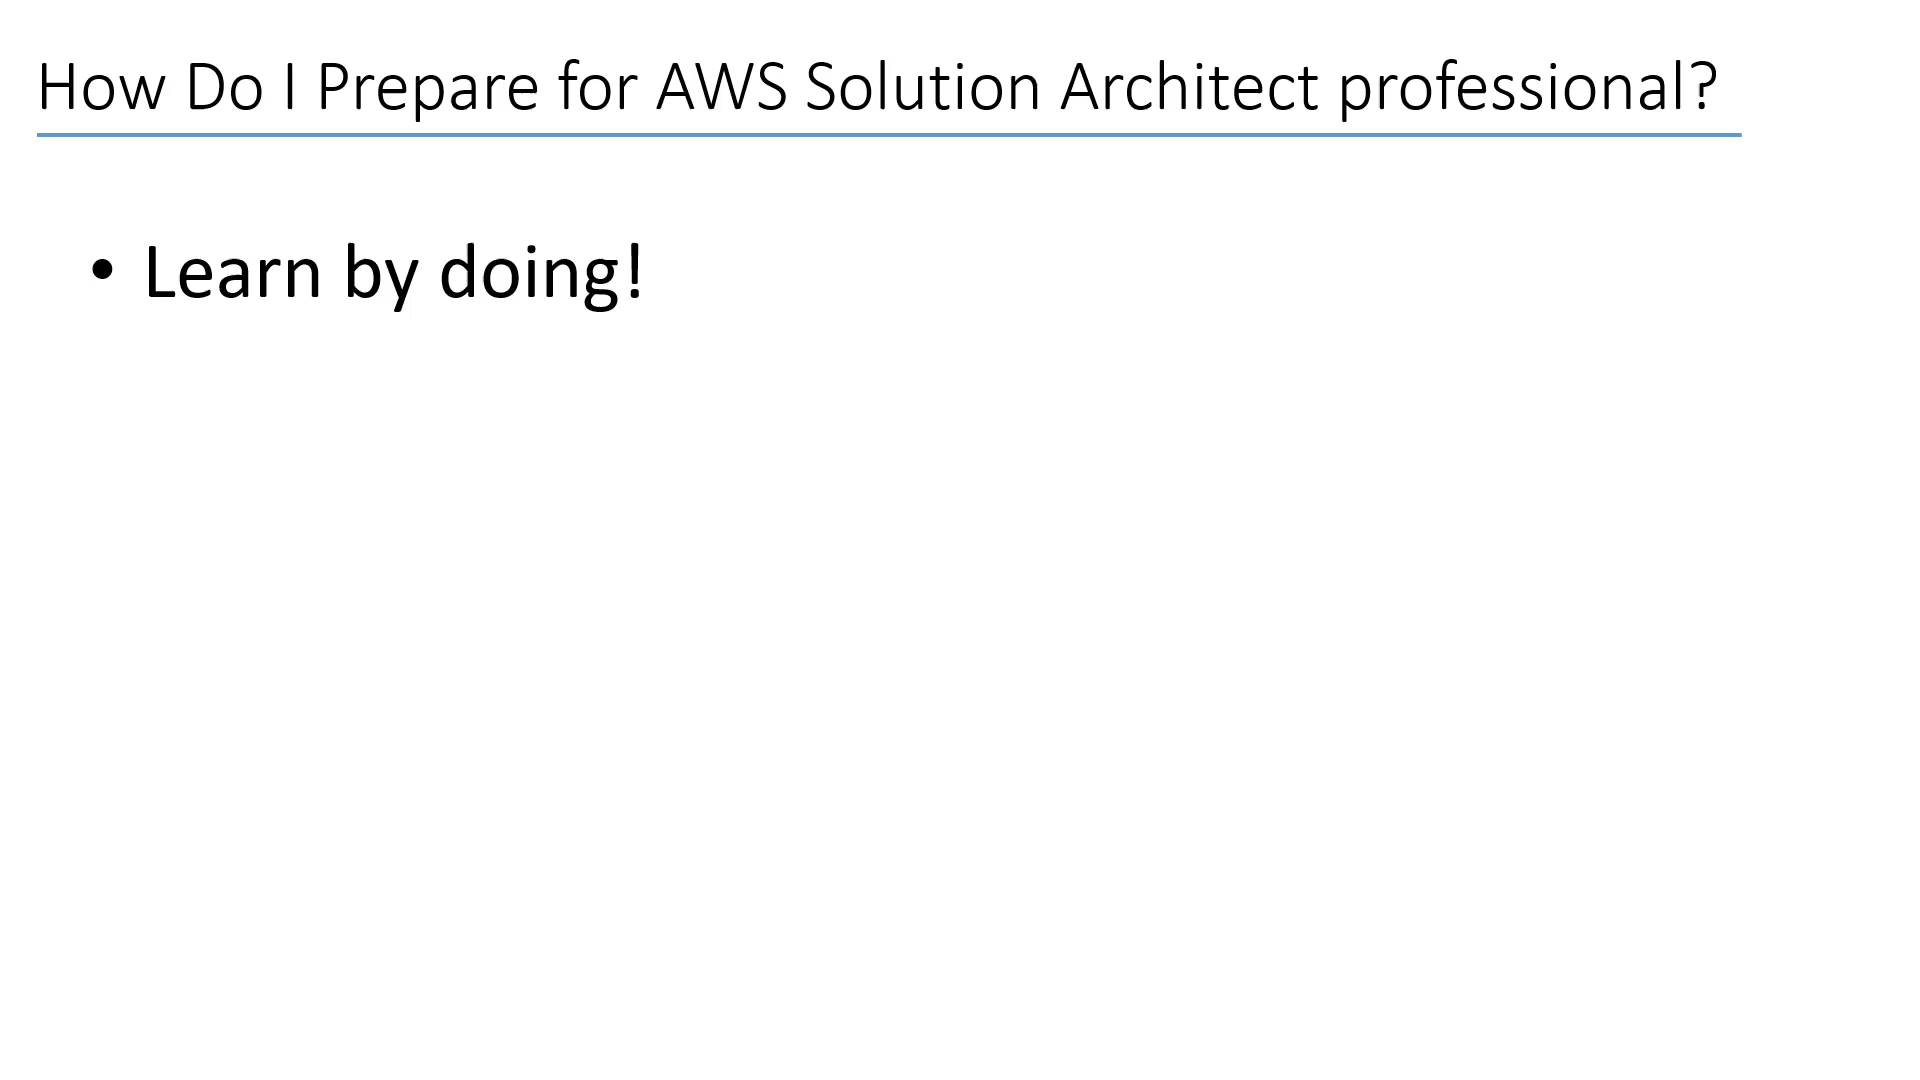 How Do I Prepare for AWS Solution Architect professional?
• Learn by doing!